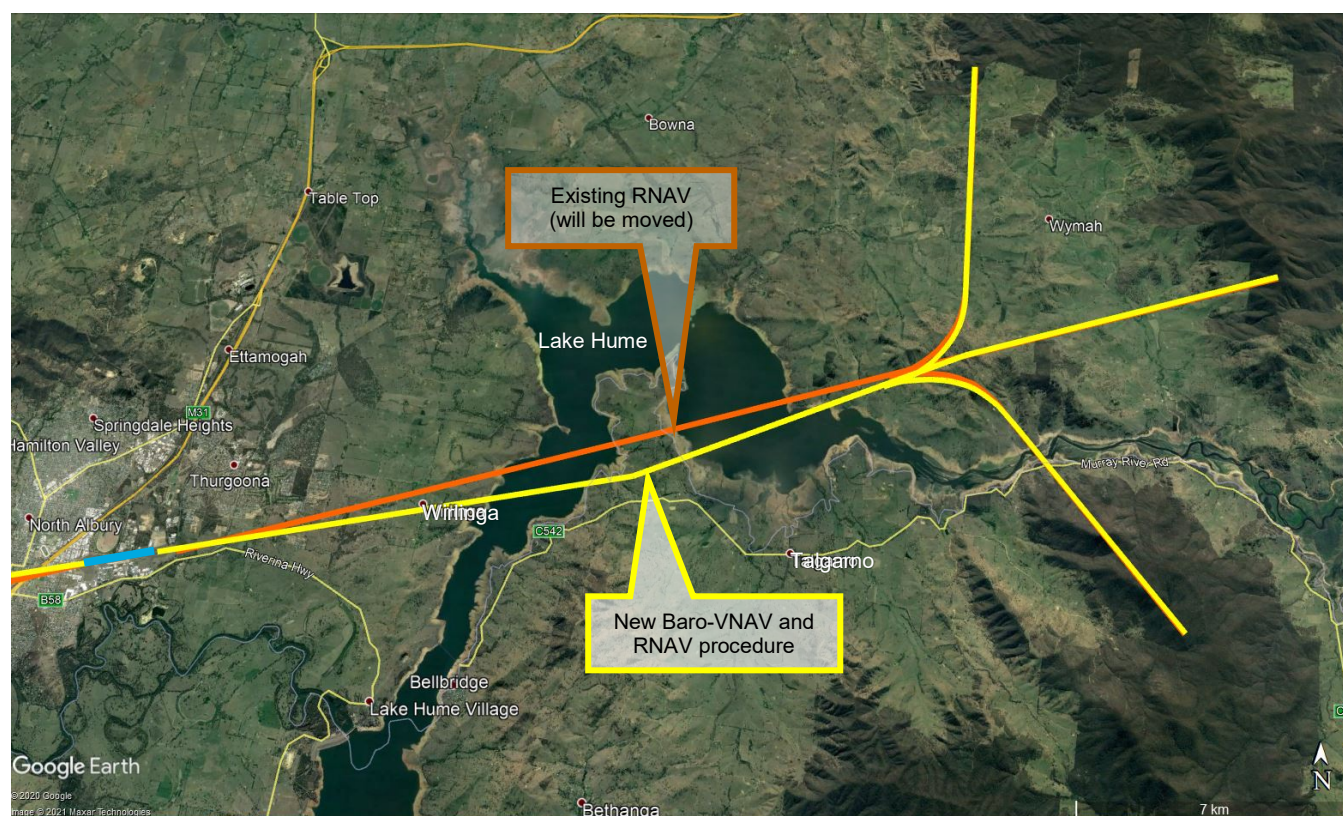 Bowna
Existing RNAV
(will be moved)
Table Top
Wymah
Lake Hume
Ettamogah
M31
Springdale Heights
Hamilton Valley
Thurgoona
Murray River Rd
North Albury
C542
Talgarno
Riverina Hwy
B58
New Baro-VNAV and
RNAV procedure
Bellbridge
Lake Hume Village
Google Earth
© 2020 Google
Image © 2021 Maxar Technologies
N
Bethanga
7 km